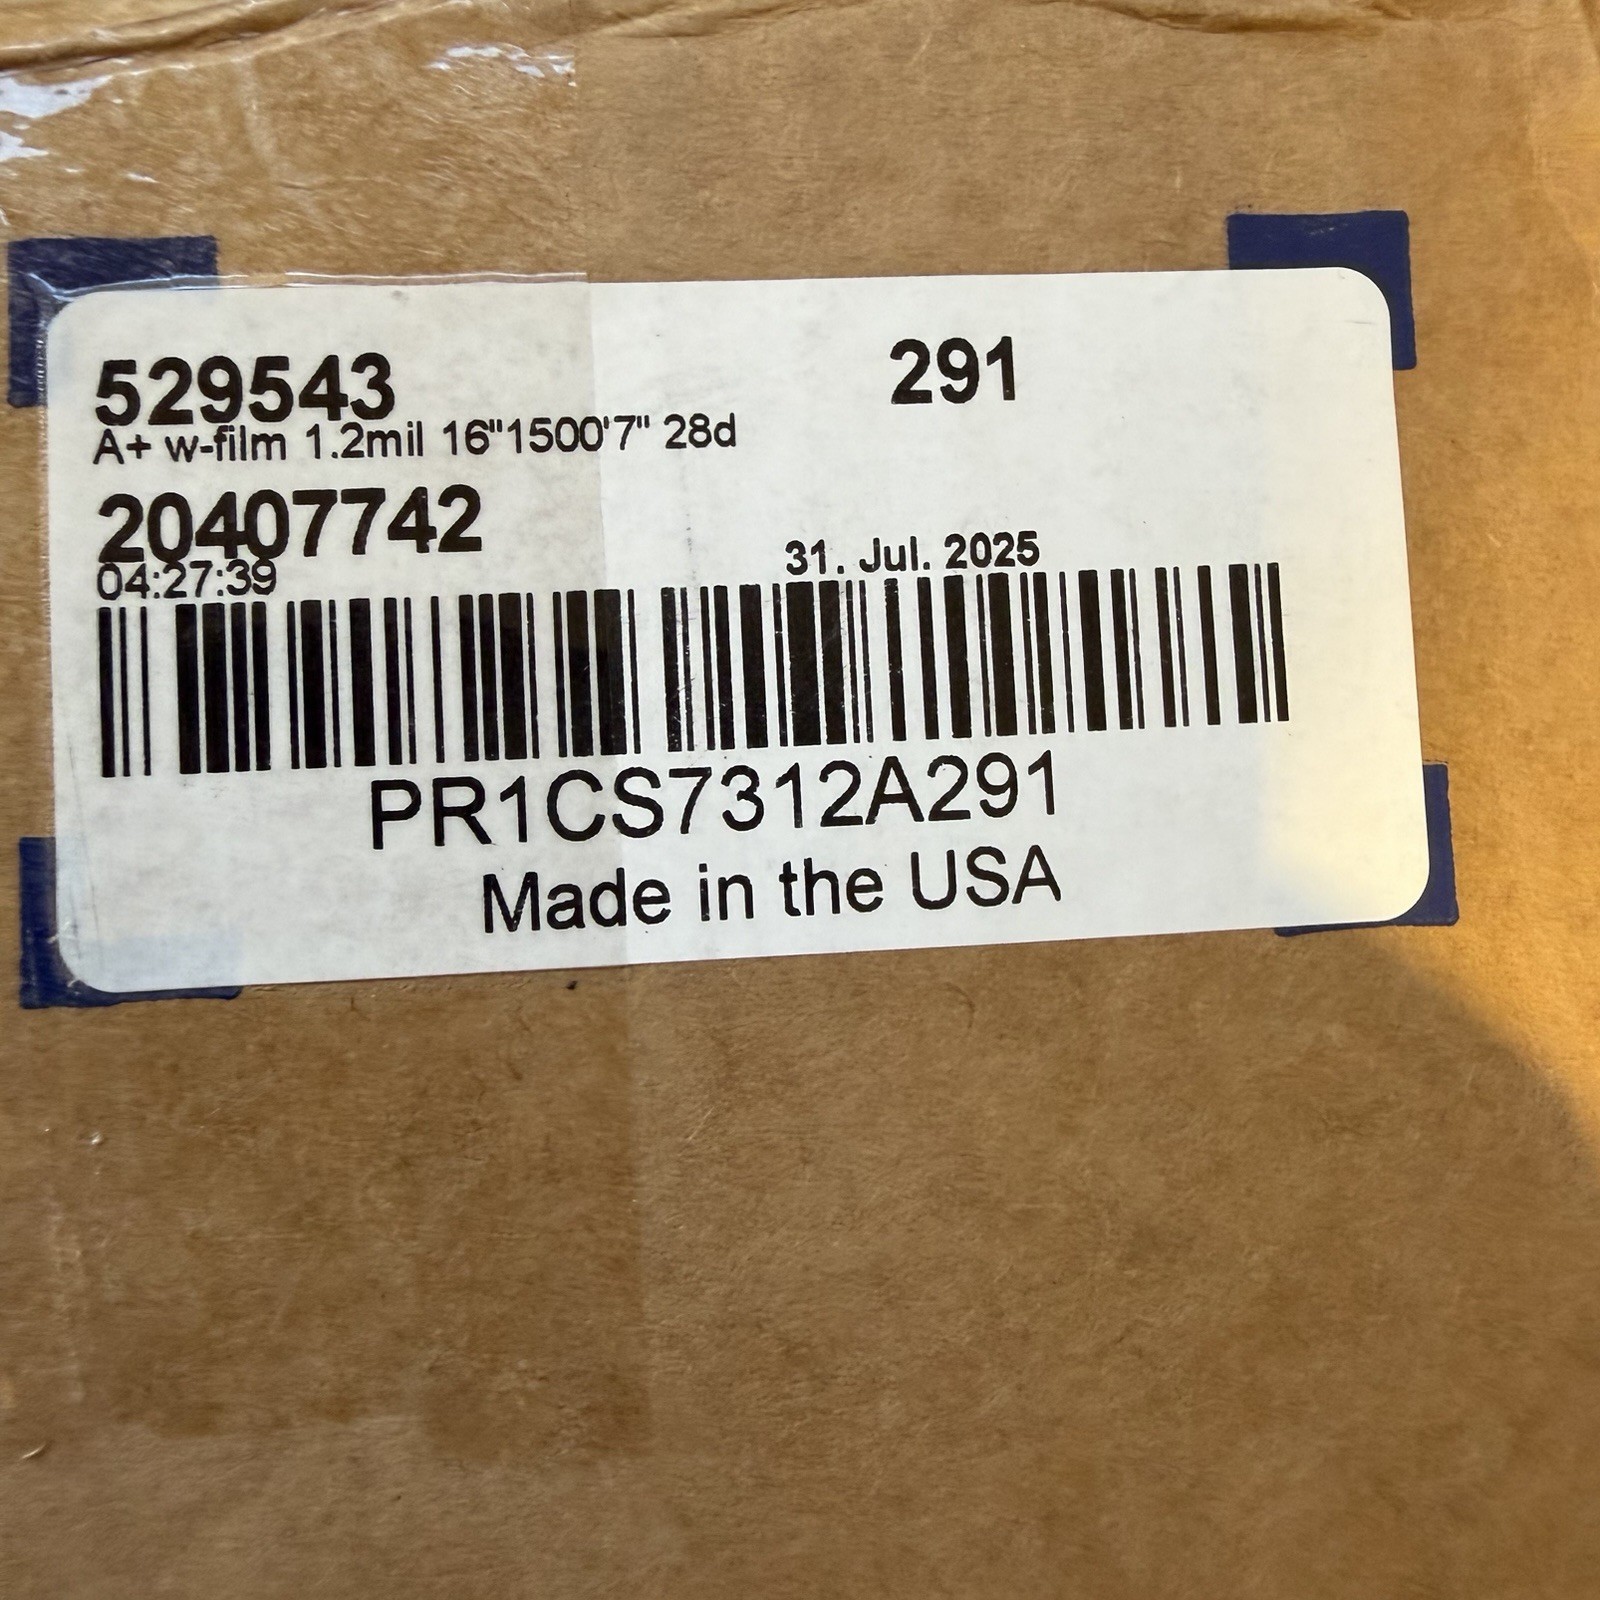 529543 291
A+ w-film 1.2mil 16"1500'7" 28d
20407742
04:27:39 31. Jul. 2025
PR1CS7312A291
Made in the USA